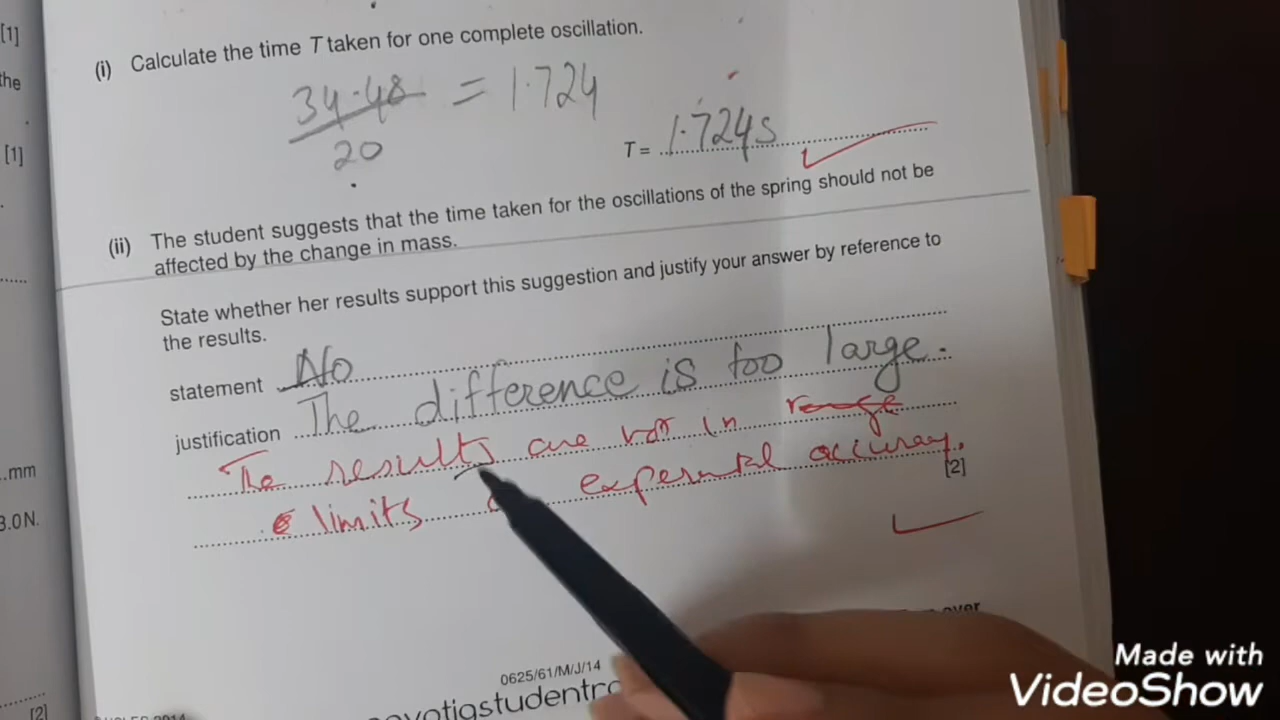 [1]
the
[1]
(i) Calculate the time T taken for one complete oscillation.
34.48
20
= 1.724
T = 1.724s
(ii) The student suggests that the time taken for the oscillations of the spring should not be
affected by the change in mass.
State whether her results support this suggestion and justify your answer by reference to
the results.
statement No
justification The difference is too large.
The results are not in range
limits experimental accuracy.
[2]
...mm
3.0N.
[2]
over
0625/61/M/J/14
Made with
VideoShow